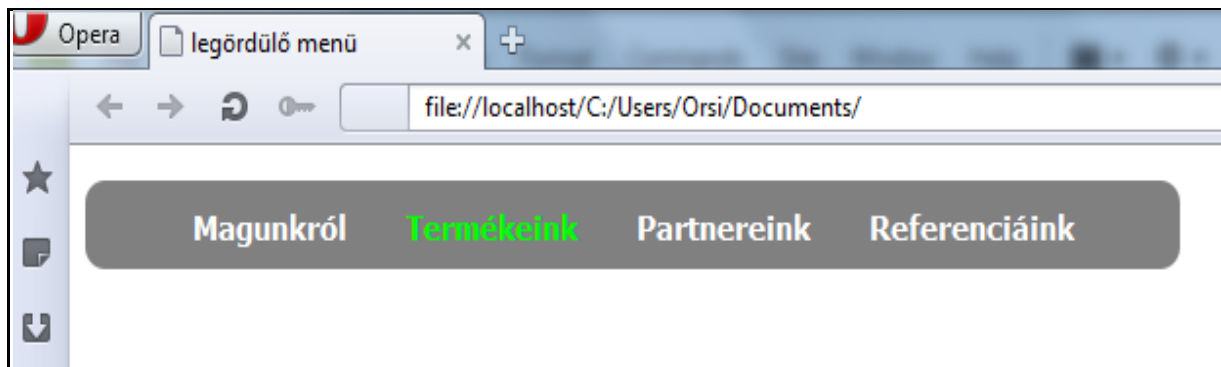 Opera legördülő menü
file://localhost/C:/Users/Orsi/Documents/
Magunkról Termékeink Partnereink Referenciáink